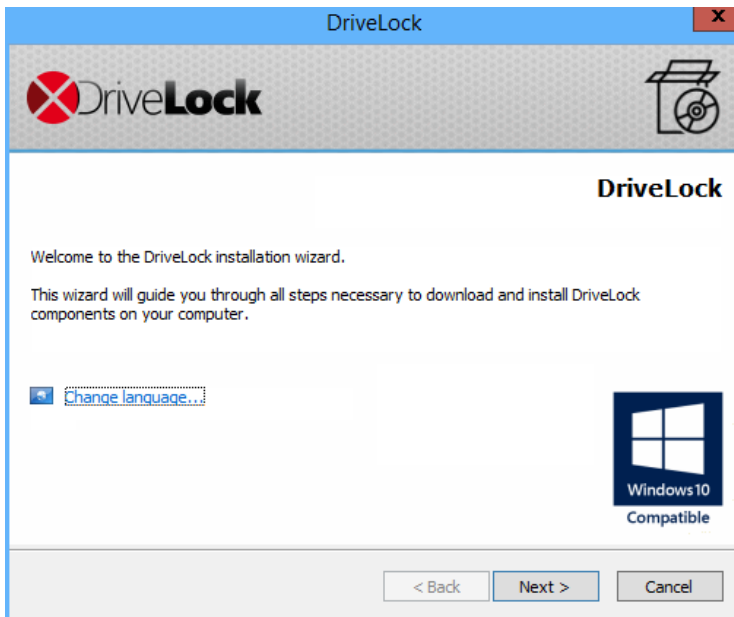 DriveLock
x
DriveLock
DriveLock
Welcome to the DriveLock installation wizard.
This wizard will guide you through all steps necessary to download and install DriveLock
components on your computer.
Change language...
Windows 10
Compatible
< Back
Next >
Cancel